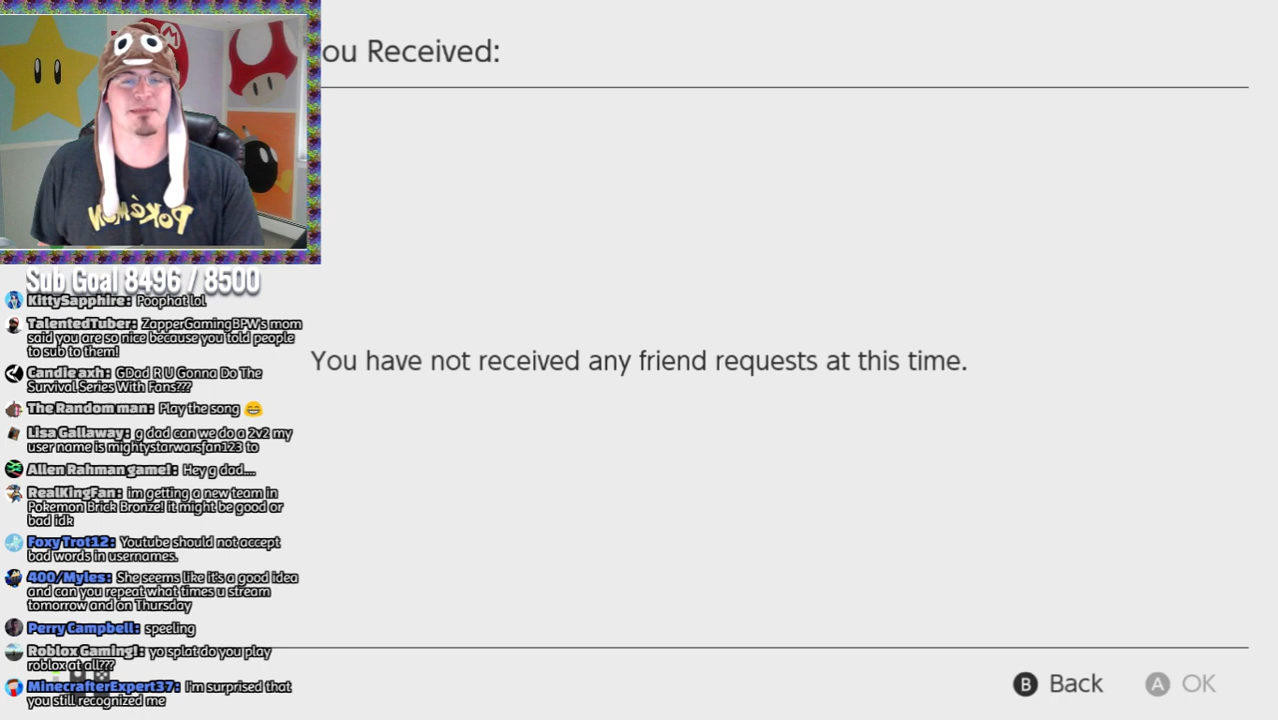 ou Received:
M
POKéMON
Sub Goal 8496 / 8500
KittySapphire: Poophat lol
TalentedTuber: ZapperGamingBPW's mom
said you are so nice because you told people
to sub to them!
Candie axh: GDad R U Gonna Do The
Survival Series With Fans???
The Random man: Play the song 😁
Lisa Gallaway: g dad can we do a 2v2 my
user name is mightystarwarsfan123 to
You have not received any friend requests at this time.
Allen Rahman game!: Hey g dad....
RealKingFan: im getting a new team in
Pokemon Brick Bronze! it might be good or
bad idk
FoxyTrot12: Youtube should not accept
bad words in usernames.
400/Myles: She seems like it's a good idea
and can you repeat what times u stream
tomorrow and on Thursday
Perry Campbell: speeling
Roblox Gaming!: yo splat do you play
roblox at all???
MinecrafterExpert37: I'm surprised that
you still recognized me
B Back A OK